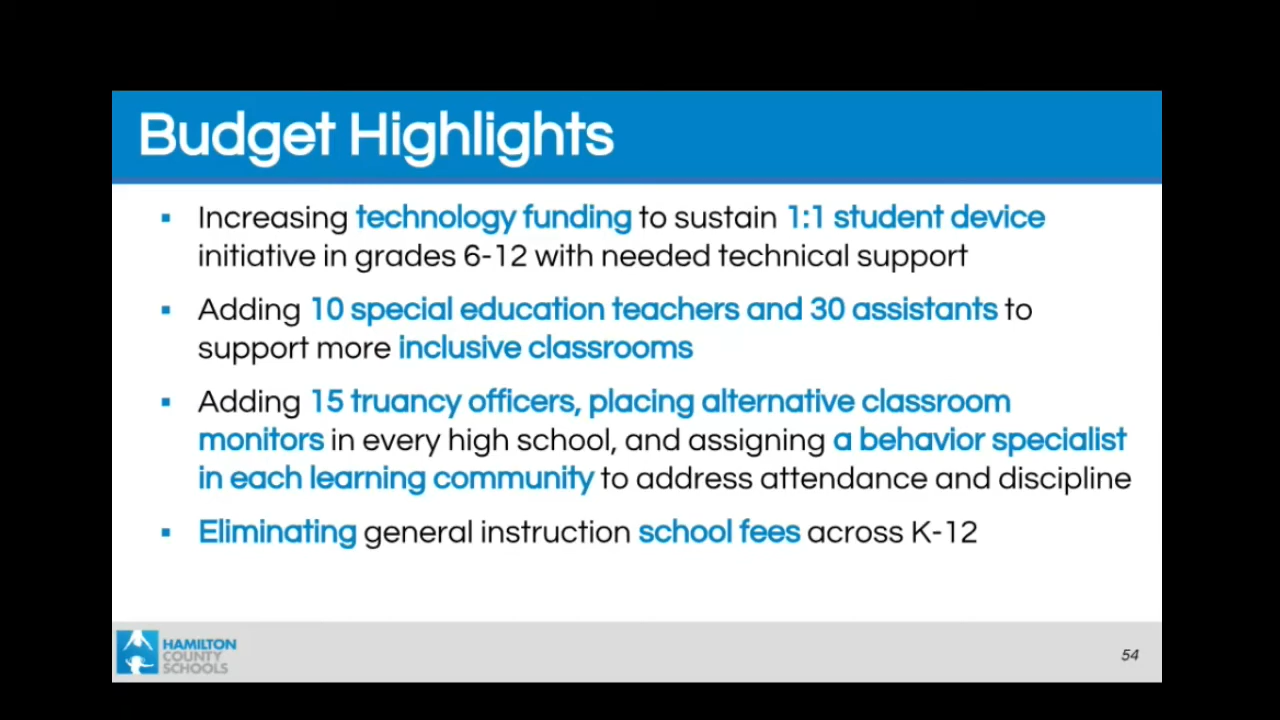 Budget Highlights
▪ Increasing technology funding to sustain 1:1 student device
initiative in grades 6-12 with needed technical support
▪ Adding 10 special education teachers and 30 assistants to
support more inclusive classrooms
▪ Adding 15 truancy officers, placing alternative classroom
monitors in every high school, and assigning a behavior specialist
in each learning community to address attendance and discipline
▪ Eliminating general instruction school fees across K-12
HAMILTON
COUNTY
SCHOOLS
54